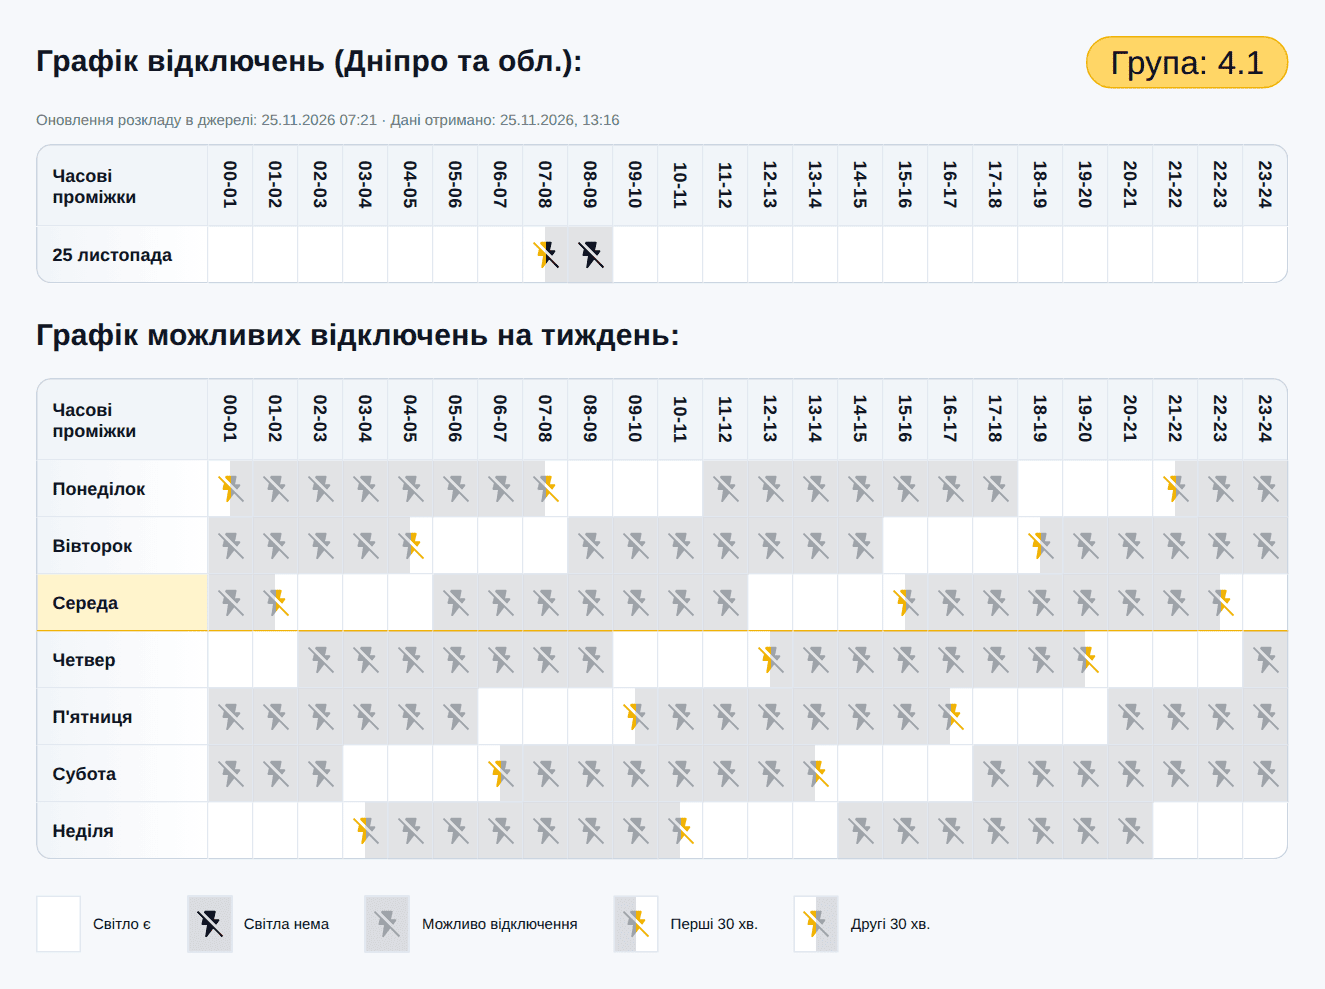 Графік відключень (Дніпро та обл.):
Група: 4.1
Оновлення розкладу в джерелі: 25.11.2026 07:21 · Дані отримано: 25.11.2026, 13:16
Часові
проміжки
00-01
01-02
02-03
03-04
04-05
05-06
06-07
07-08
08-09
09-10
10-11
11-12
12-13
13-14
14-15
15-16
16-17
17-18
18-19
19-20
20-21
21-22
22-23
23-24
25 листопада
Графік можливих відключень на тиждень:
Часові
проміжки
00-01
01-02
02-03
03-04
04-05
05-06
06-07
07-08
08-09
09-10
10-11
11-12
12-13
13-14
14-15
15-16
16-17
17-18
18-19
19-20
20-21
21-22
22-23
23-24
Понеділок
Вівторок
Середа
Четвер
П'ятниця
Субота
Неділя
Світло є
Світла нема
Можливо відключення
Перші 30 хв.
Другі 30 хв.